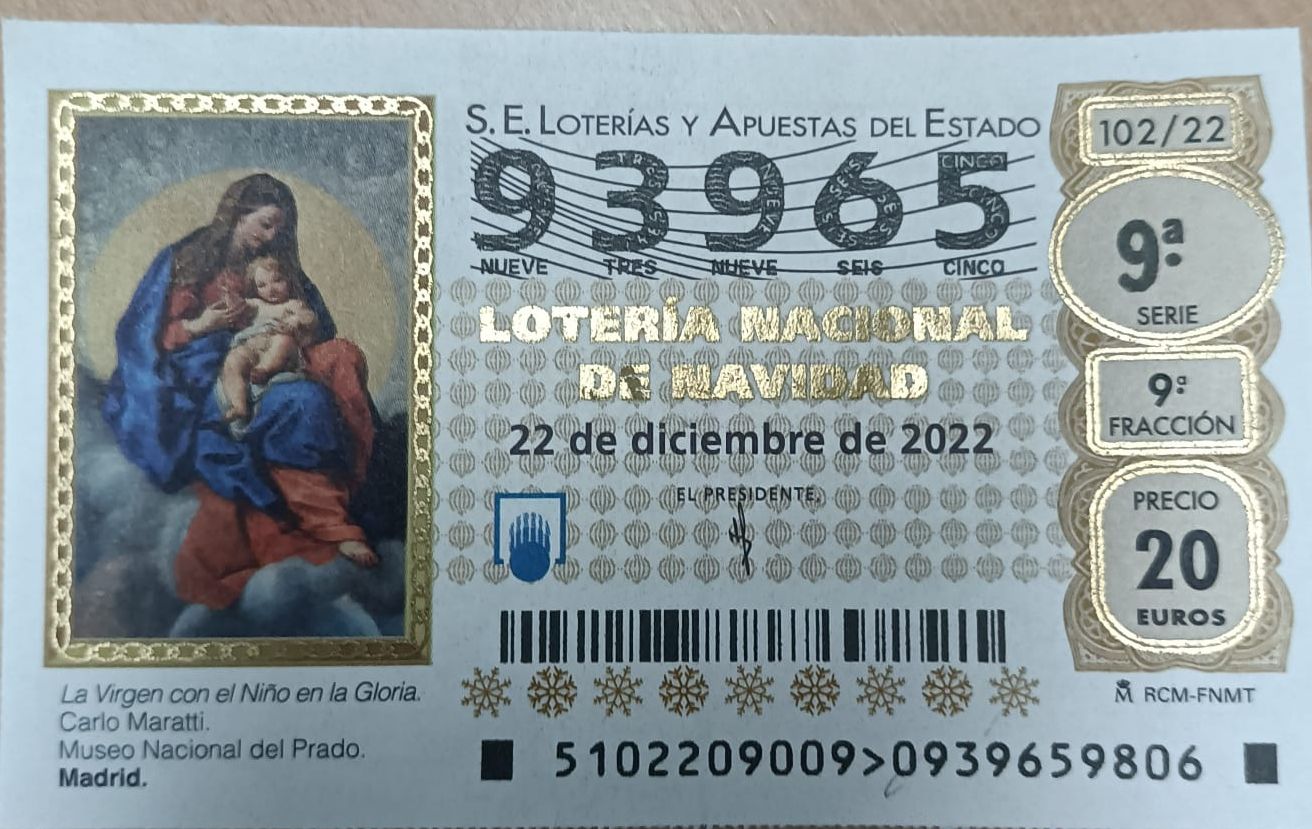 S. E. LOTERÍAS Y APUESTAS DEL ESTADO
93965
NUEVE TRES NUEVE SEIS CINCO
LOTERÍA NACIONAL
DE NAVIDAD
22 de diciembre de 2022
EL PRESIDENTE,
102/22
9ª
SERIE
9ª
FRACCIÓN
PRECIO
20
EUROS
RCM-FNMT
La Virgen con el Niño en la Gloria.
Carlo Maratti.
Museo Nacional del Prado.
Madrid.
5102209009>0939659806